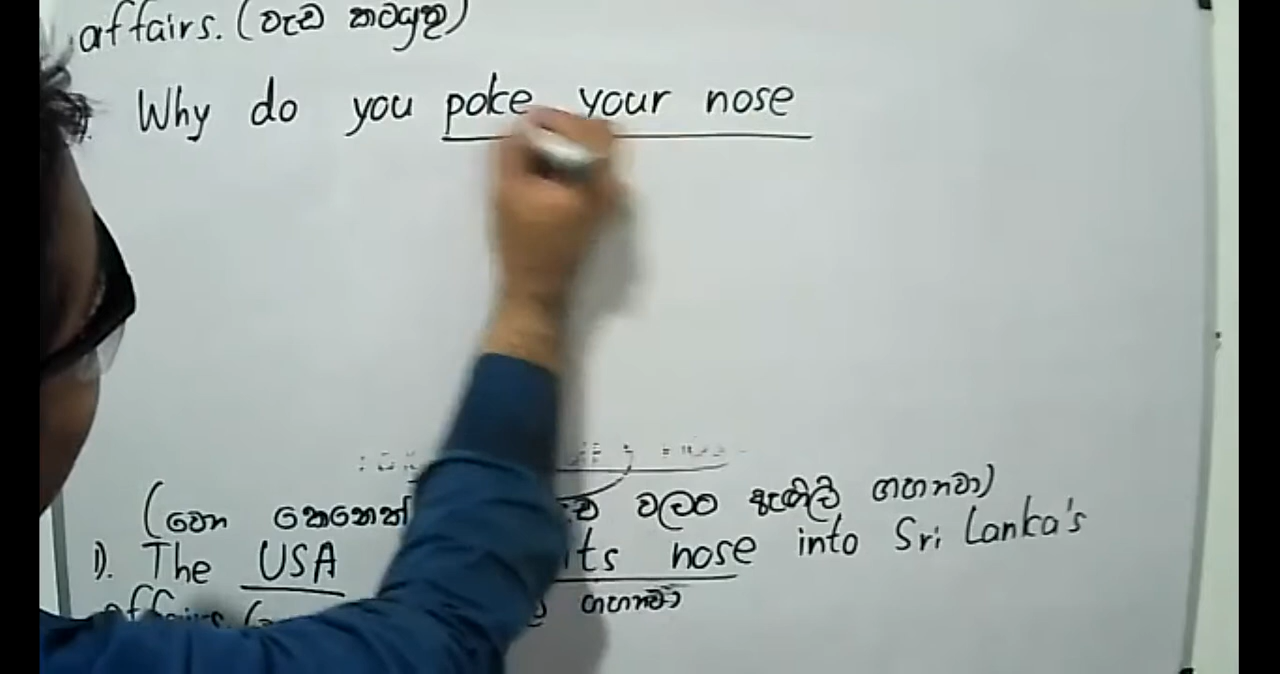 affairs. (වැඩ කටයුතු)
Why do you poke your nose
(වෙන කෙනෙක් වලට ඇඟිලි ගහනවා)
1). The USA its nose into Sri Lanka's
affairs. ( ගහනවා